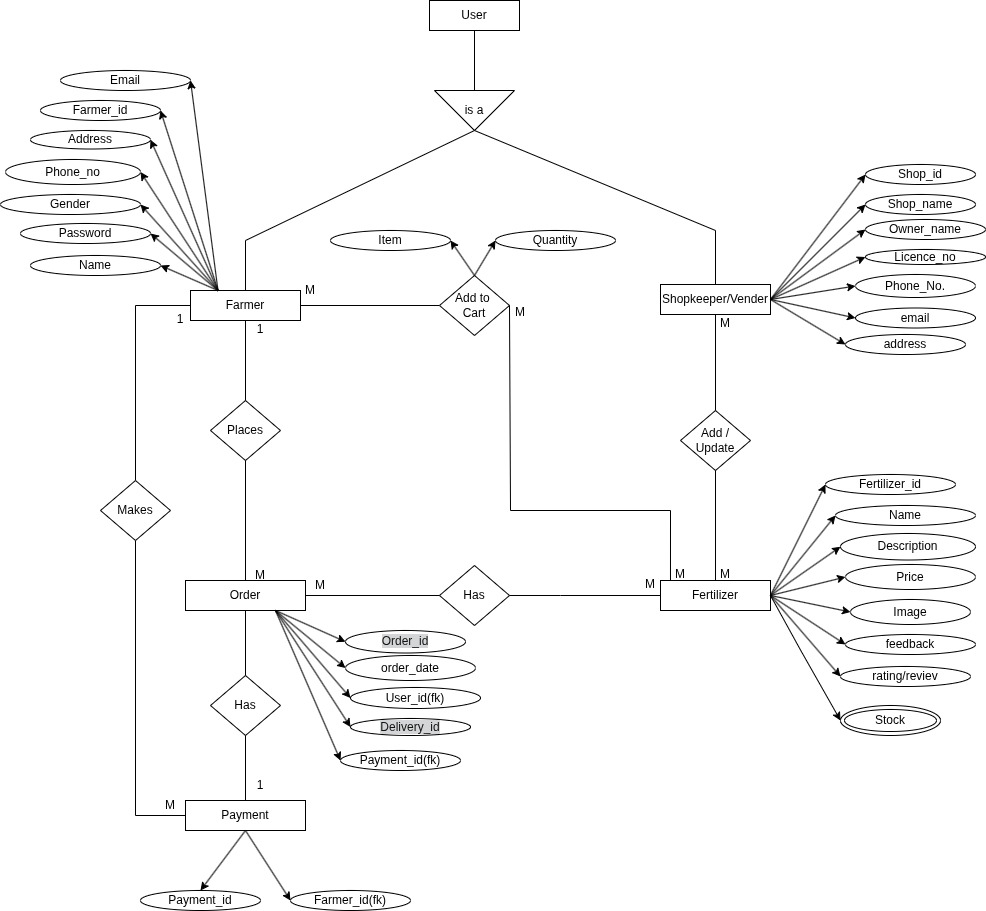 User
is a
Email
Farmer_id
Address
Phone_no
Gender
Password
Name
Item
Quantity
Shop_id
Shop_name
Owner_name
Licence_no
Phone_No.
email
address
Farmer
M
Add to
Cart
M
Shopkeeper/Vender
1
1
M
Places
Add /
Update
Makes
Fertilizer_id
Name
Description
Price
Image
feedback
rating/reviev
Stock
M
M
Order
Has
M
M
M
Fertilizer
Order_id
order_date
User_id(fk)
Delivery_id
Payment_id(fk)
Has
1
M
Payment
Payment_id
Farmer_id(fk)